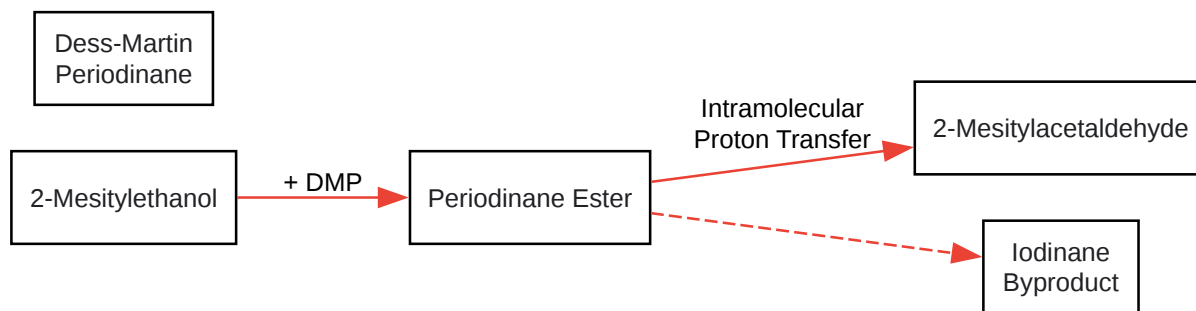 Dess-Martin
Periodinane
2-Mesitylethanol
+ DMP
Periodinane Ester
Intramolecular
Proton Transfer
2-Mesitylacetaldehyde
Iodinane
Byproduct